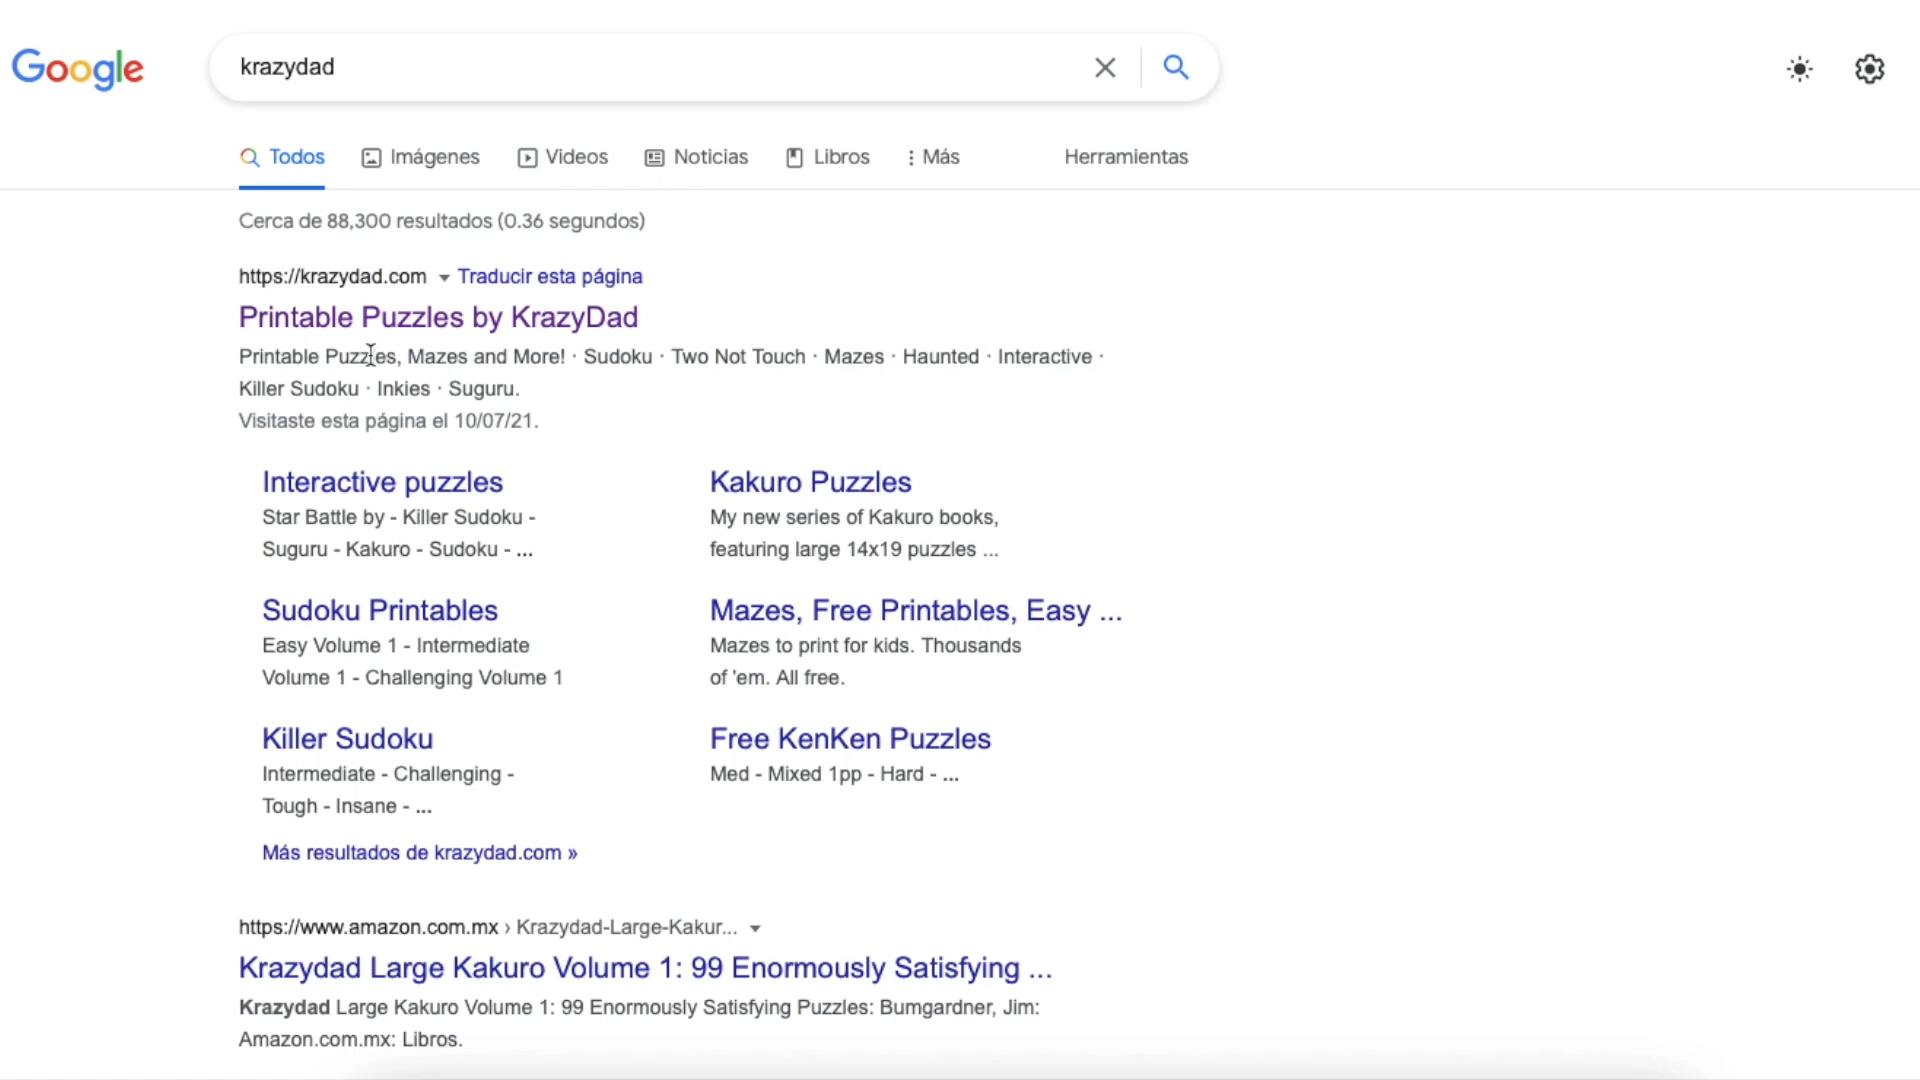 Google
krazydad
Todos Imágenes Videos Noticias Libros Más Herramientas
Cerca de 88,300 resultados (0.36 segundos)
https://krazydad.com Traducir esta página
Printable Puzzles by KrazyDad
Printable Puzzles, Mazes and More! · Sudoku · Two Not Touch · Mazes · Haunted · Interactive ·
Killer Sudoku · Inkies · Suguru.
Visitaste esta página el 10/07/21.
Interactive puzzles
Star Battle by - Killer Sudoku -
Suguru - Kakuro - Sudoku - ...
Kakuro Puzzles
My new series of Kakuro books,
featuring large 14x19 puzzles ...
Sudoku Printables
Easy Volume 1 - Intermediate
Volume 1 - Challenging Volume 1
Mazes, Free Printables, Easy ...
Mazes to print for kids. Thousands
of 'em. All free.
Killer Sudoku
Intermediate - Challenging -
Tough - Insane - ...
Free KenKen Puzzles
Med - Mixed 1pp - Hard - ...
Más resultados de krazydad.com »
https://www.amazon.com.mx › Krazydad-Large-Kakur...
Krazydad Large Kakuro Volume 1: 99 Enormously Satisfying ...
Krazydad Large Kakuro Volume 1: 99 Enormously Satisfying Puzzles: Bumgardner, Jim:
Amazon.com.mx: Libros.